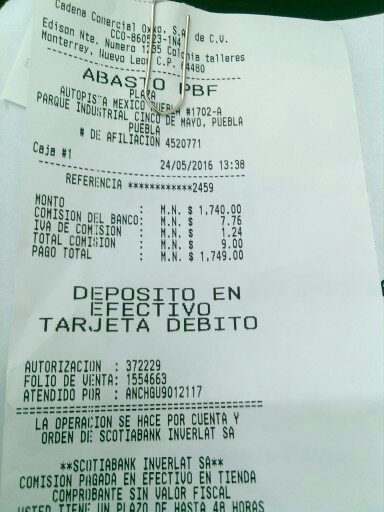 Cadena Comercial Oxxo, S.A. de C.V.
CCO-860523-1N4
Edison Nte. Numero 1235 Colonia talleres
Monterrey, Nuevo Leon C.P. 64480
ABASTO PBF
PLAZA
AUTOPISTA MEXICO PUEBLA #1702-A
PARQUE INDUSTRIAL CINCO DE MAYO, PUEBLA
PUEBLA
# DE AFILIACION 4520771
Caja #1
24/05/2016 13:38
REFERENCIA ************2459
MONTO : M.N. $ 1,740.00
COMISION DEL BANCO: M.N. $ 7.76
IVA DE COMISION : M.N. $ 1.24
TOTAL COMISION : M.N. $ 9.00
PAGO TOTAL : M.N. $ 1,749.00
DEPOSITO EN
EFECTIVO
TARJETA DEBITO
AUTORIZACION : 372229
FOLIO DE VENTA: 1554663
ATENDIDO POR : ANCHGU9012117
LA OPERACION SE HACE POR CUENTA Y
ORDEN DE SCOTIABANK INVERLAT SA
**SCOTIABANK INVERLAT SA**
COMISION PAGADA EN EFECTIVO EN TIENDA
COMPROBANTE SIN VALOR FISCAL
USTED TIENE UN PLAZO DE HASTA 48 HORAS